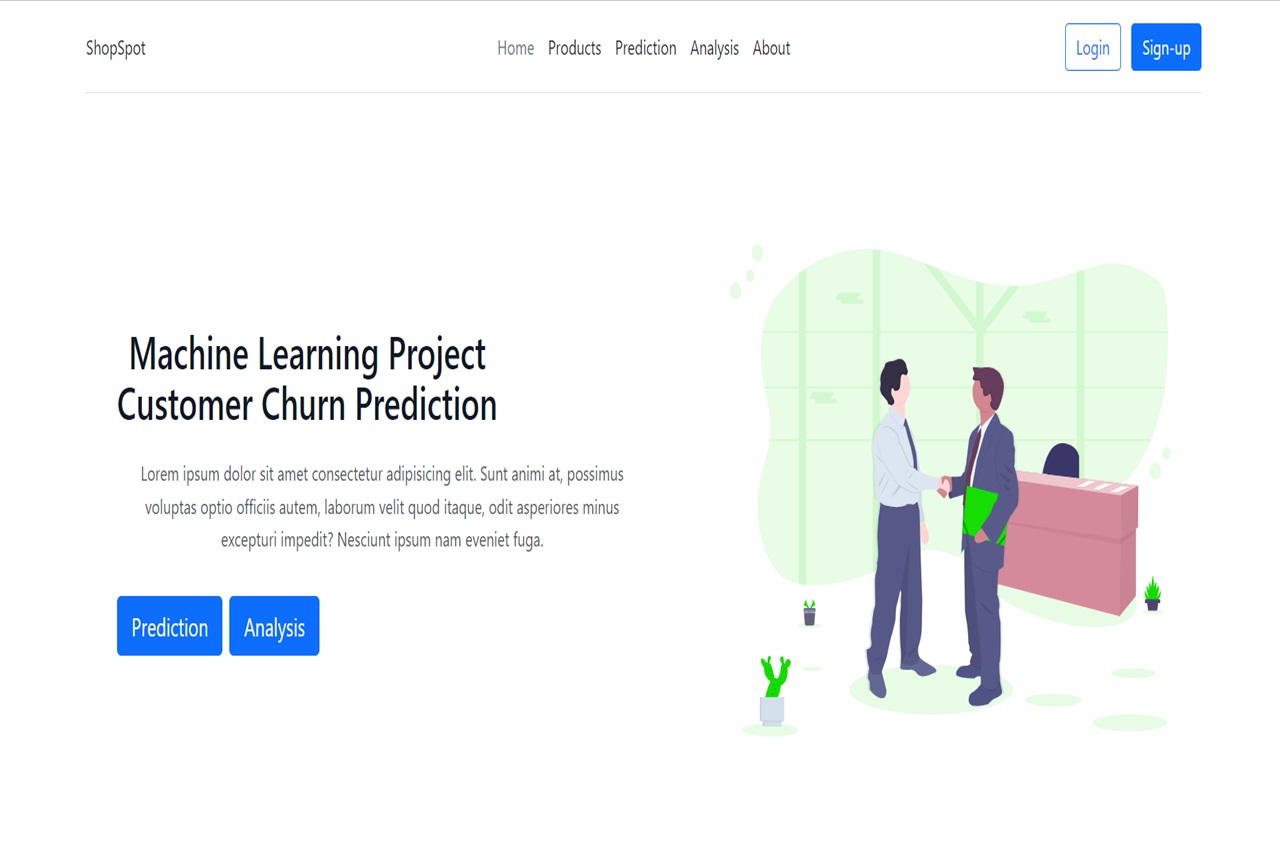 ShopSpot
Home Products Prediction Analysis About
Login Sign-up
Machine Learning Project
Customer Churn Prediction
Lorem ipsum dolor sit amet consectetur adipisicing elit. Sunt animi at, possimus
voluptas optio officiis autem, laborum velit quod itaque, odit asperiores minus
excepturi impedit? Nesciunt ipsum nam eveniet fuga.
Prediction Analysis